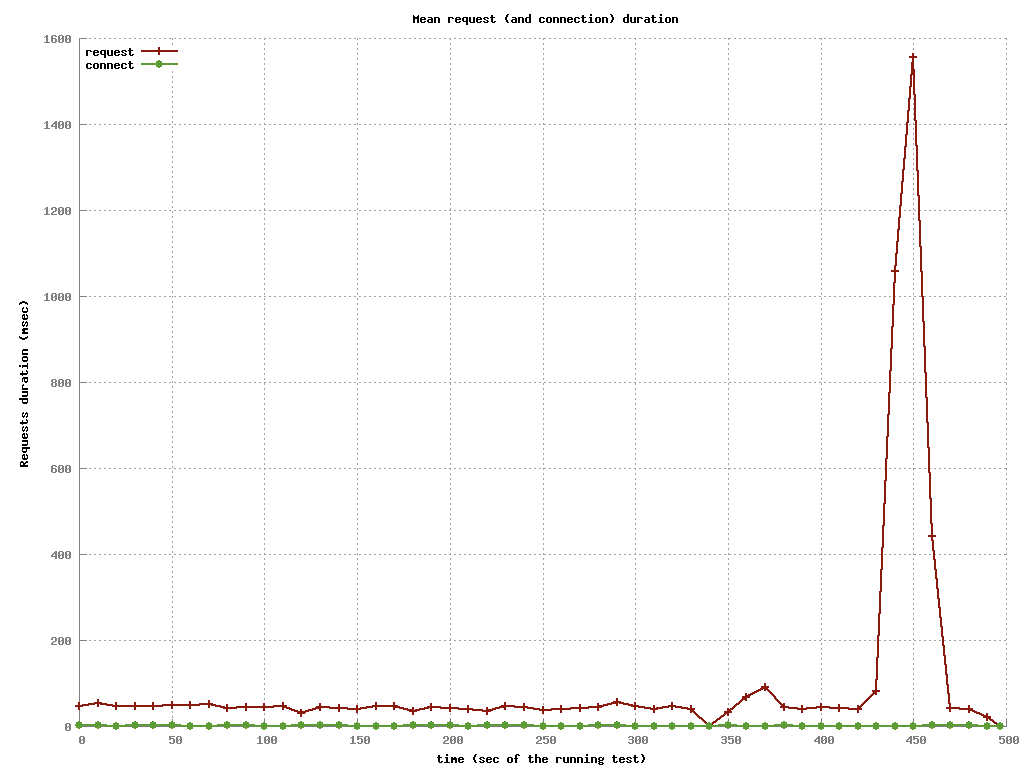 Mean request (and connection) duration
1600
request
connect
1400
1200
1000
800
600
400
200
0
Requests duration (msec)
0 50 100 150 200 250 300 350 400 450 500
time (sec of the running test)